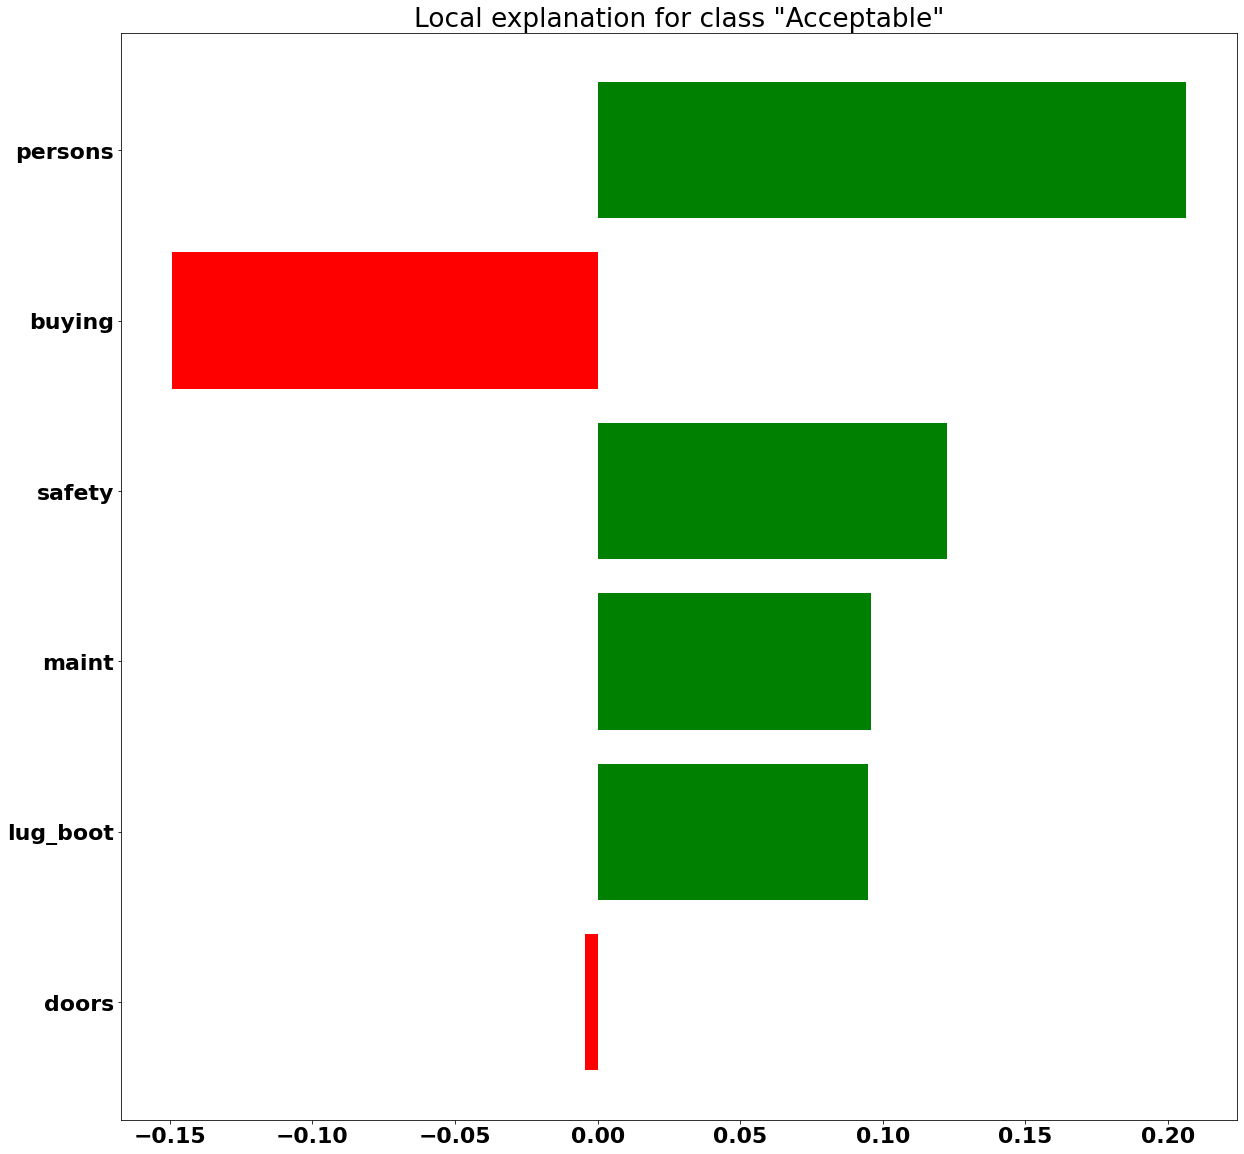 Local explanation for class "Acceptable"
persons
buying
safety
maint
lug_boot
doors
−0.15 −0.10 −0.05 0.00 0.05 0.10 0.15 0.20